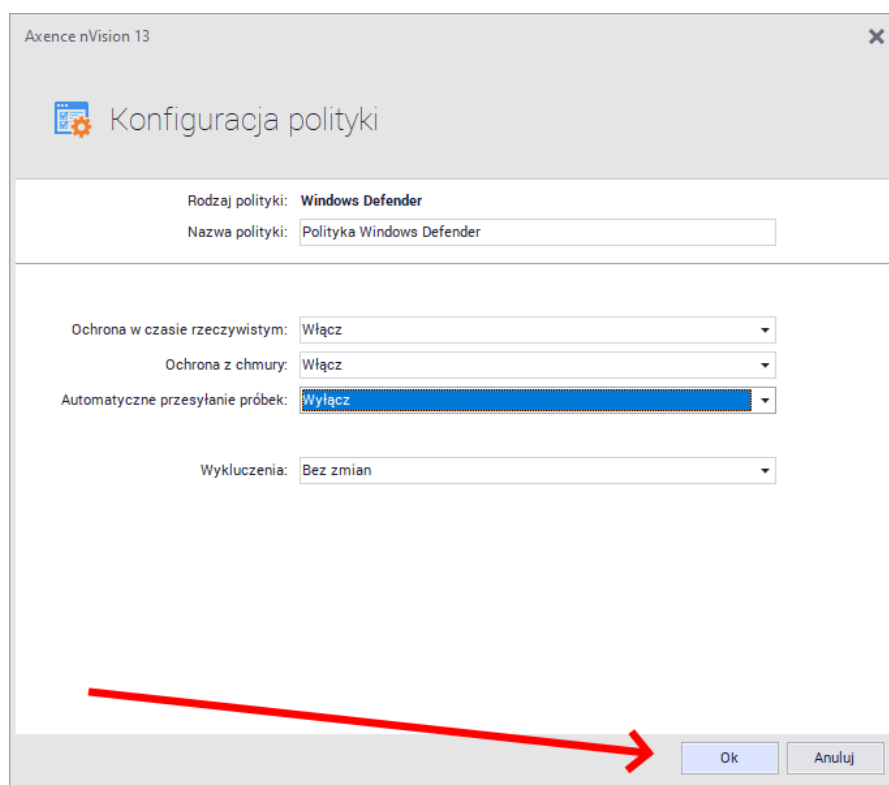 Axence nVision 13
Konfiguracja polityki
Rodzaj polityki: Windows Defender
Nazwa polityki: Polityka Windows Defender
Ochrona w czasie rzeczywistym: Włącz
Ochrona z chmury: Włącz
Automatyczne przesyłanie próbek: Wyłącz
Wykluczenia: Bez zmian
Ok Anuluj